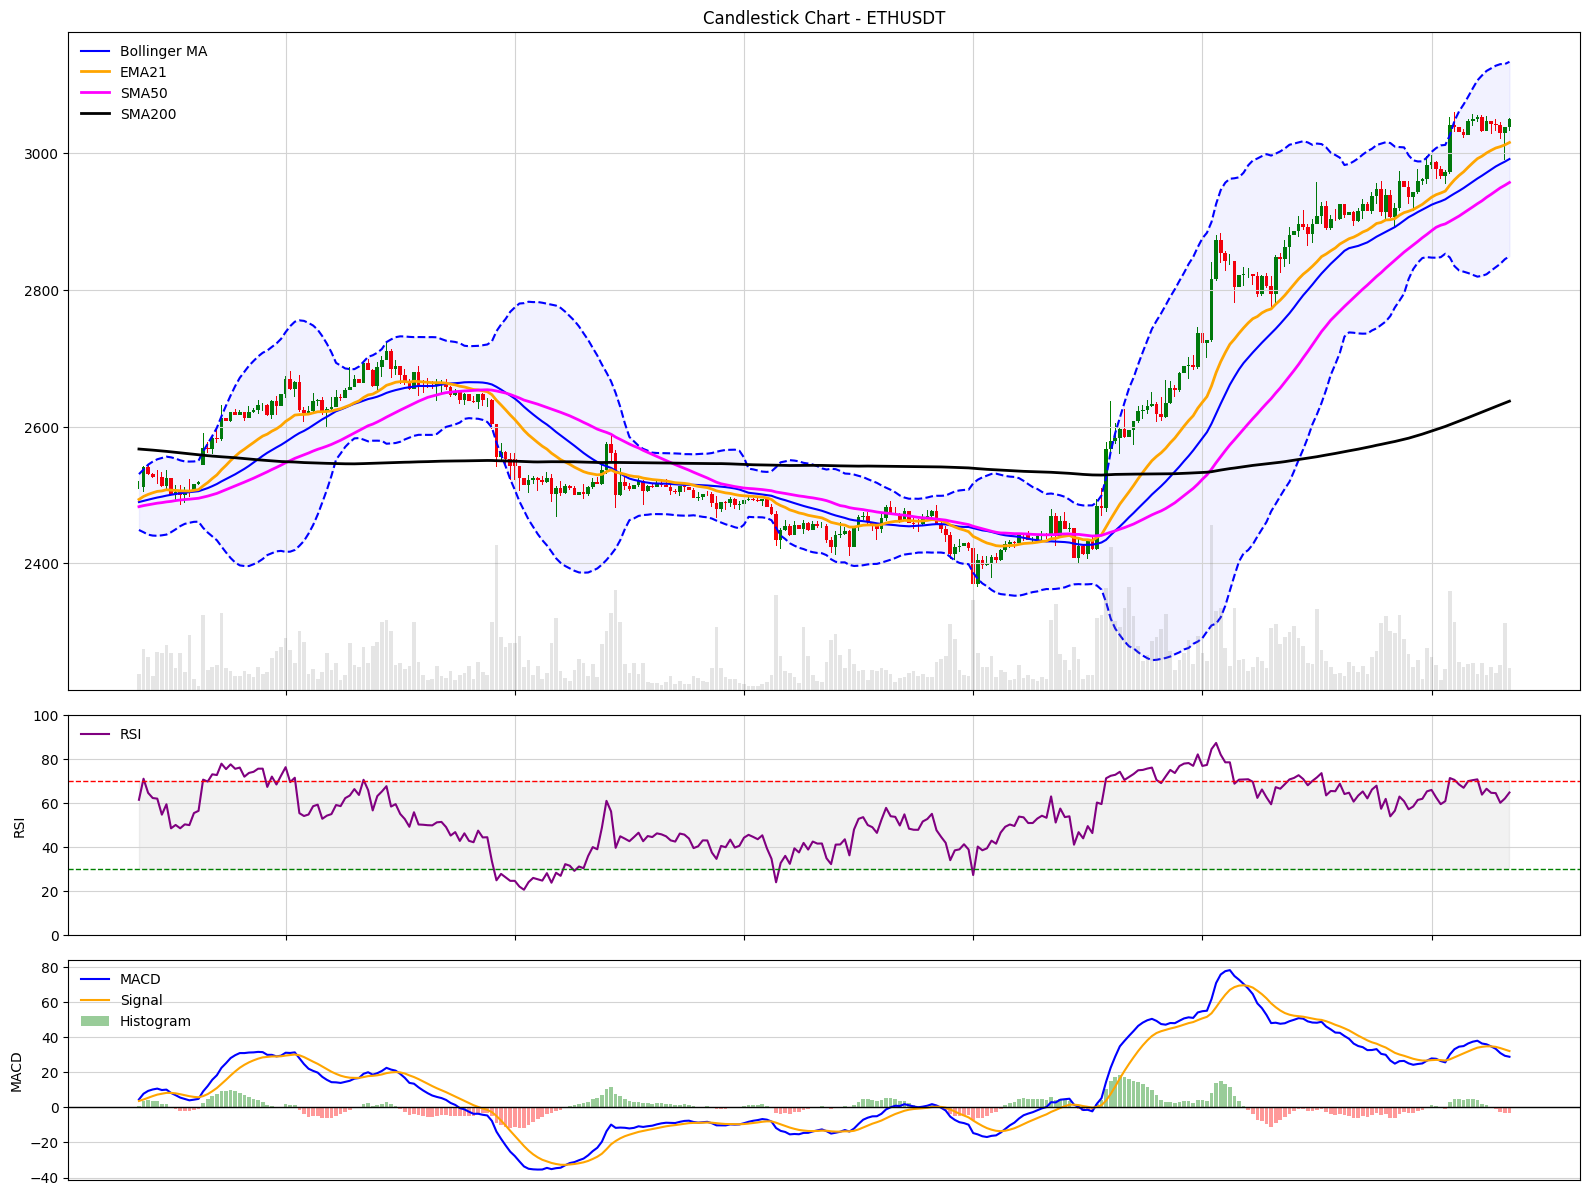 Candlestick Chart - ETHUSDT
Bollinger MA
EMA21
SMA50
SMA200
3000
2800
2600
2400
100
RSI
80
60
RSI
40
20
0
80
MACD
60
Signal
40
Histogram
20
MACD
0
−20
−40